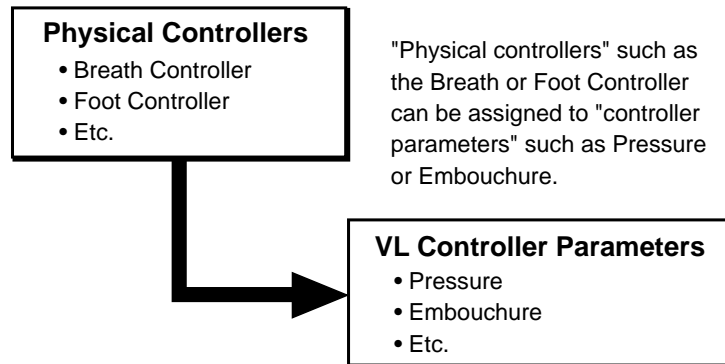 Physical Controllers
• Breath Controller
• Foot Controller
• Etc.
"Physical controllers" such as
the Breath or Foot Controller
can be assigned to "controller
parameters" such as Pressure
or Embouchure.
VL Controller Parameters
• Pressure
• Embouchure
• Etc.